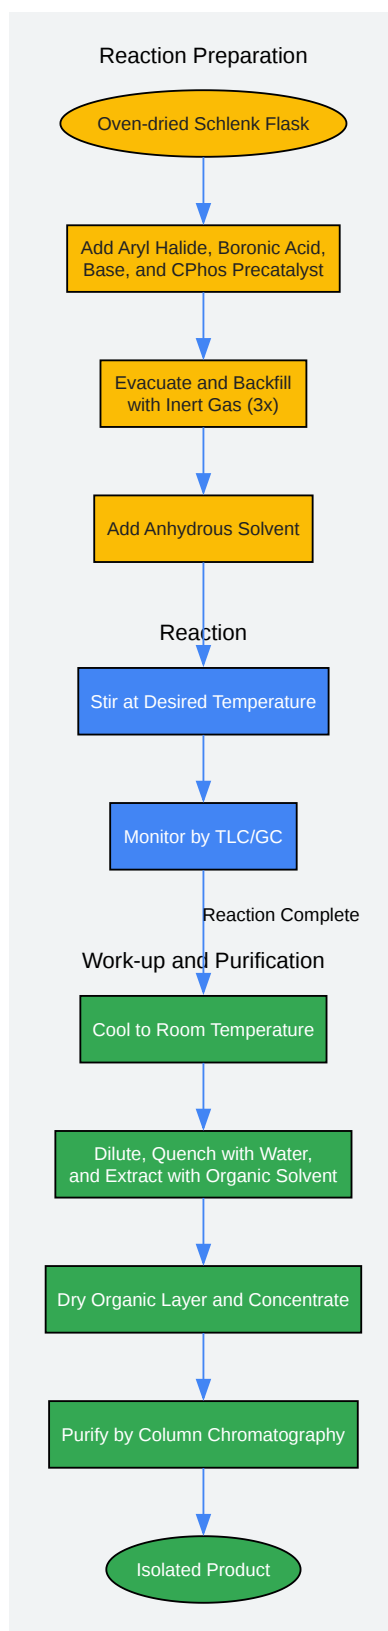 Reaction Preparation
Oven-dried Schlenk Flask
Add Aryl Halide, Boronic Acid,
Base, and CPhos Precatalyst
Evacuate and Backfill
with Inert Gas (3x)
Add Anhydrous Solvent
Reaction
Stir at Desired Temperature
Monitor by TLC/GC
Reaction Complete
Work-up and Purification
Cool to Room Temperature
Dilute, Quench with Water,
and Extract with Organic Solvent
Dry Organic Layer and Concentrate
Purify by Column Chromatography
Isolated Product